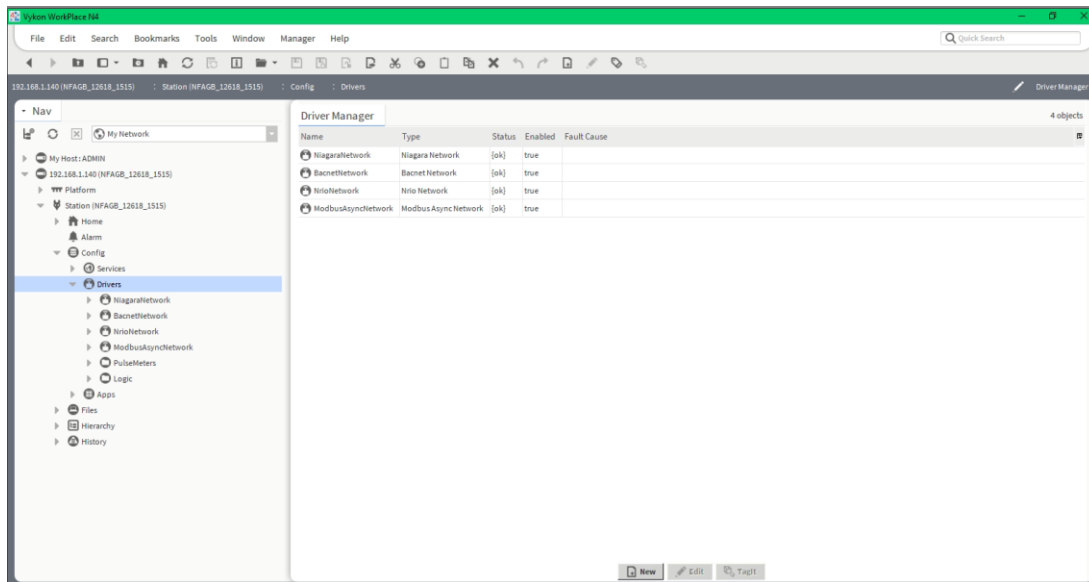 Vykon WorkPlace N4
File Edit Search Bookmarks Tools Window Manager Help
Quick Search
192.168.1.140 (NFAGB_12618_1515) : Station (NFAGB_12618_1515) : Config : Drivers
Driver Manager
Nav
My Network
My Host : ADMIN
192.168.1.140 (NFAGB_12618_1515)
Platform
Station (NFAGB_12618_1515)
Home
Alarm
Config
Services
Drivers
NiagaraNetwork
BacnetNetwork
NrioNetwork
ModbusAsyncNetwork
PulseMeters
Logic
Apps
Files
Hierarchy
History
Driver Manager 4 objects
Name Type Status Enabled Fault Cause
NiagaraNetwork Niagara Network {ok} true
BacnetNetwork Bacnet Network {ok} true
NrioNetwork Nrio Network {ok} true
ModbusAsyncNetwork Modbus Async Network {ok} true
New Edit TagIt